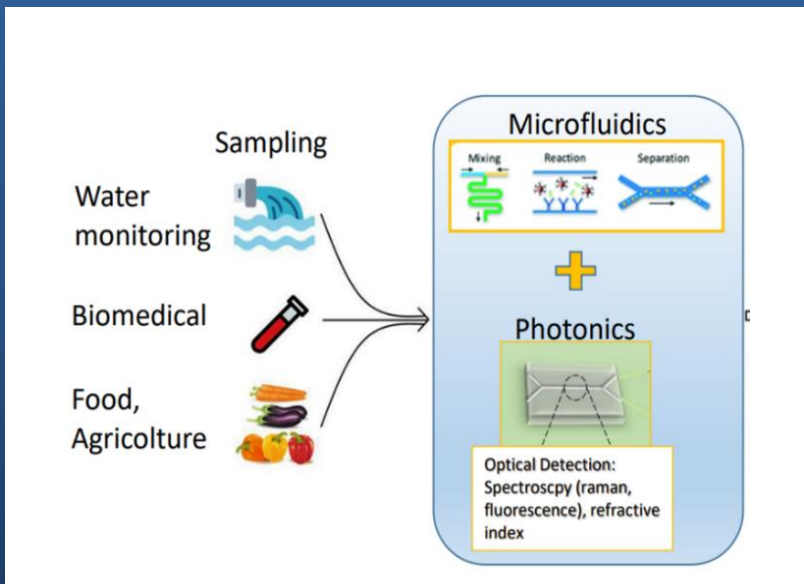 Sampling
Water
monitoring
Biomedical
Food,
Agricolture
Microfluidics
Mixing
Reaction
Separation
Photonics
Optical Detection:
Spectroscpy (raman,
fluorescence), refractive
index